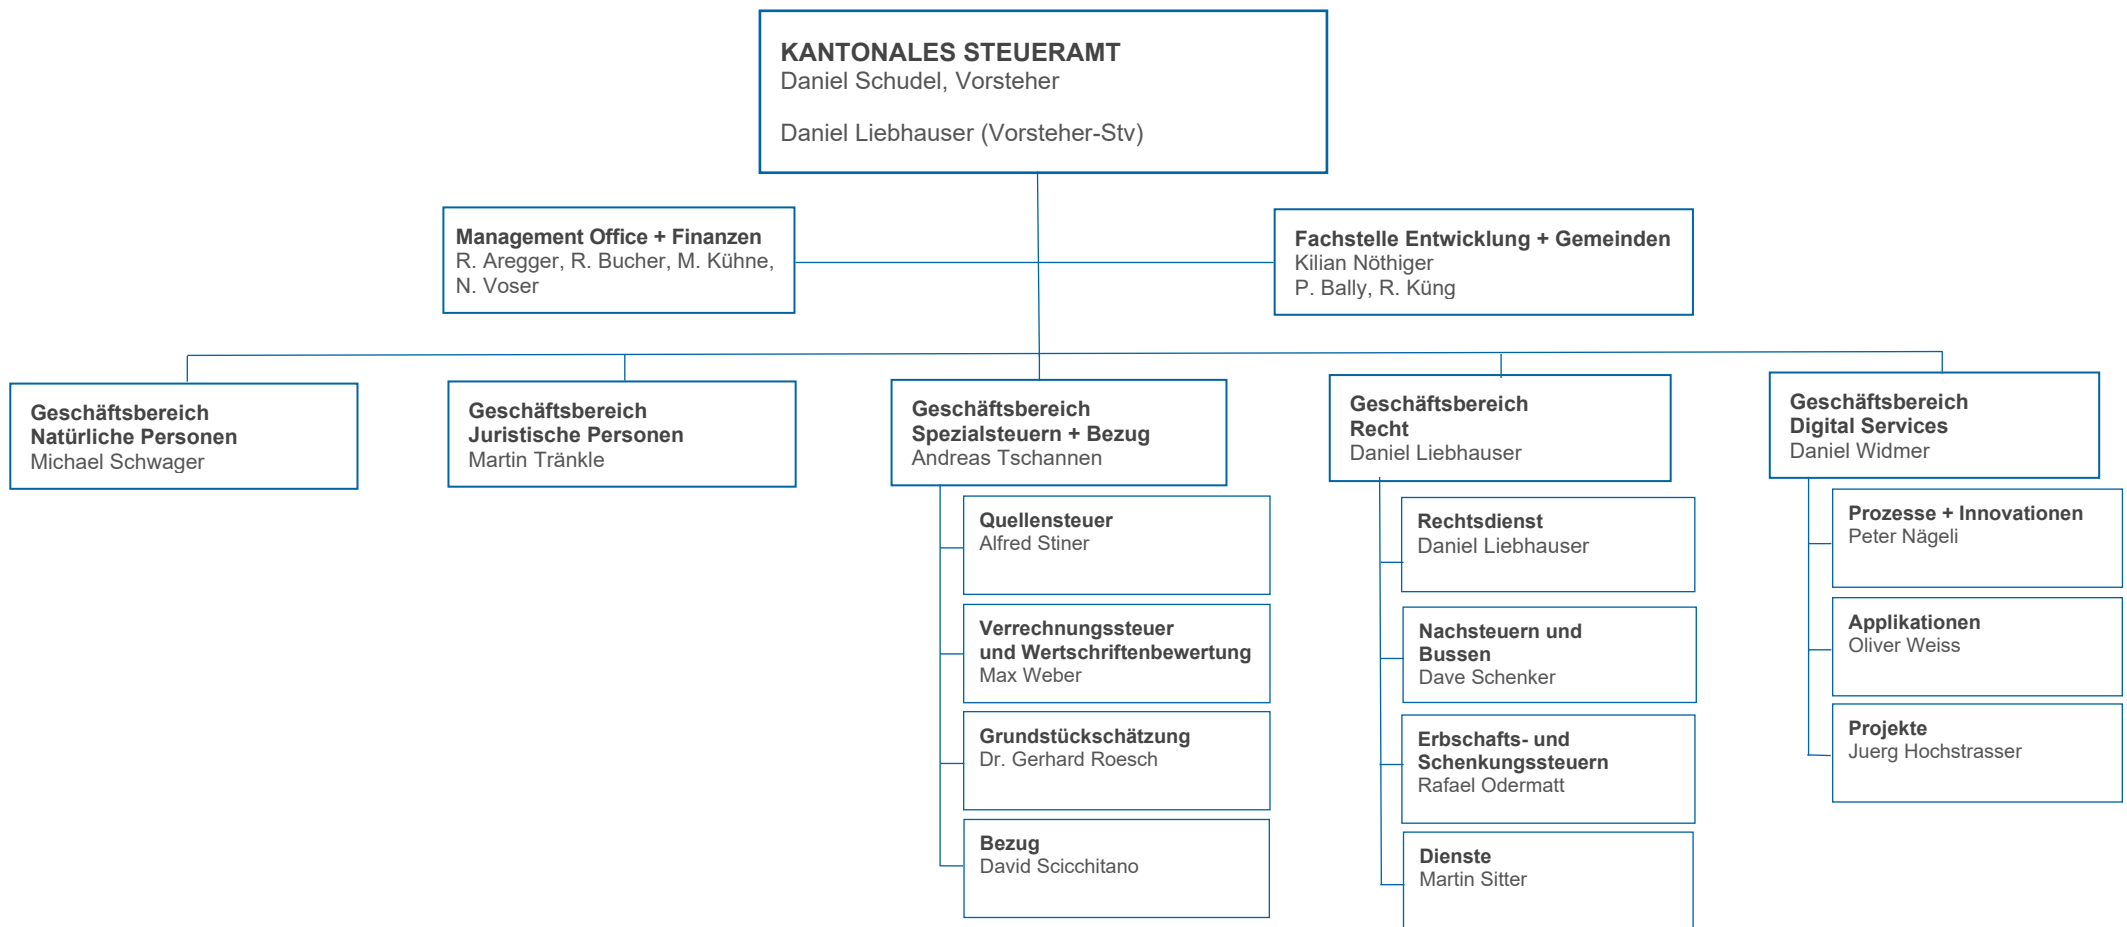 KANTONALES STEUERAMT
Daniel Schudel, Vorsteher
Daniel Liebhauser (Vorsteher-Stv)
Management Office + Finanzen
R. Aregger, R. Bucher, M. Kühne,
N. Voser
Fachstelle Entwicklung + Gemeinden
Kilian Nöthiger
P. Bally, R. Küng
Geschäftsbereich
Natürliche Personen
Michael Schwager
Geschäftsbereich
Juristische Personen
Martin Tränkle
Geschäftsbereich
Spezialsteuern + Bezug
Andreas Tschannen
Quellensteuer
Alfred Stiner
Verrechnungssteuer
und Wertschriftenbewertung
Max Weber
Grundstückschätzung
Dr. Gerhard Roesch
Bezug
David Scicchitano
Geschäftsbereich
Recht
Daniel Liebhauser
Rechtsdienst
Daniel Liebhauser
Nachsteuern und
Bussen
Dave Schenker
Erbschafts- und
Schenkungssteuern
Rafael Odermatt
Dienste
Martin Sitter
Geschäftsbereich
Digital Services
Daniel Widmer
Prozesse + Innovationen
Peter Nägeli
Applikationen
Oliver Weiss
Projekte
Juerg Hochstrasser